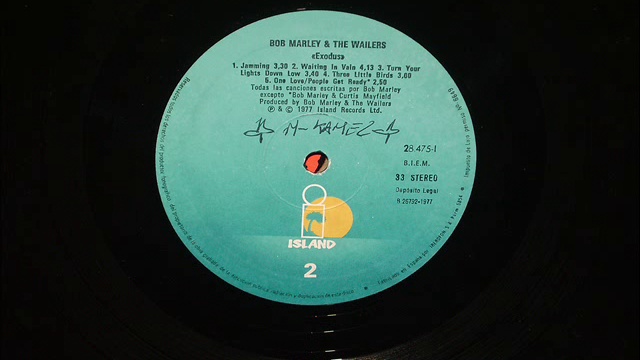 BOB MARLEY & THE WAILERS
«Exodus»
1. Jamming 3,30 2. Waiting In Vain 4,13 3. Turn Your
Lights Down Low 3,40 4. Three Little Birds 3,00
5. One Love/People Get Ready* 2,50
Todas las canciones escritas por Bob Marley
excepto *Bob Marley & Curtis Mayfield
Produced by Bob Marley & The Wailers
℗ & © 1977 Island Records Ltd.
28.475-I
B.I.E.M.
33 STEREO
Depósito Legal
ISLAND
2